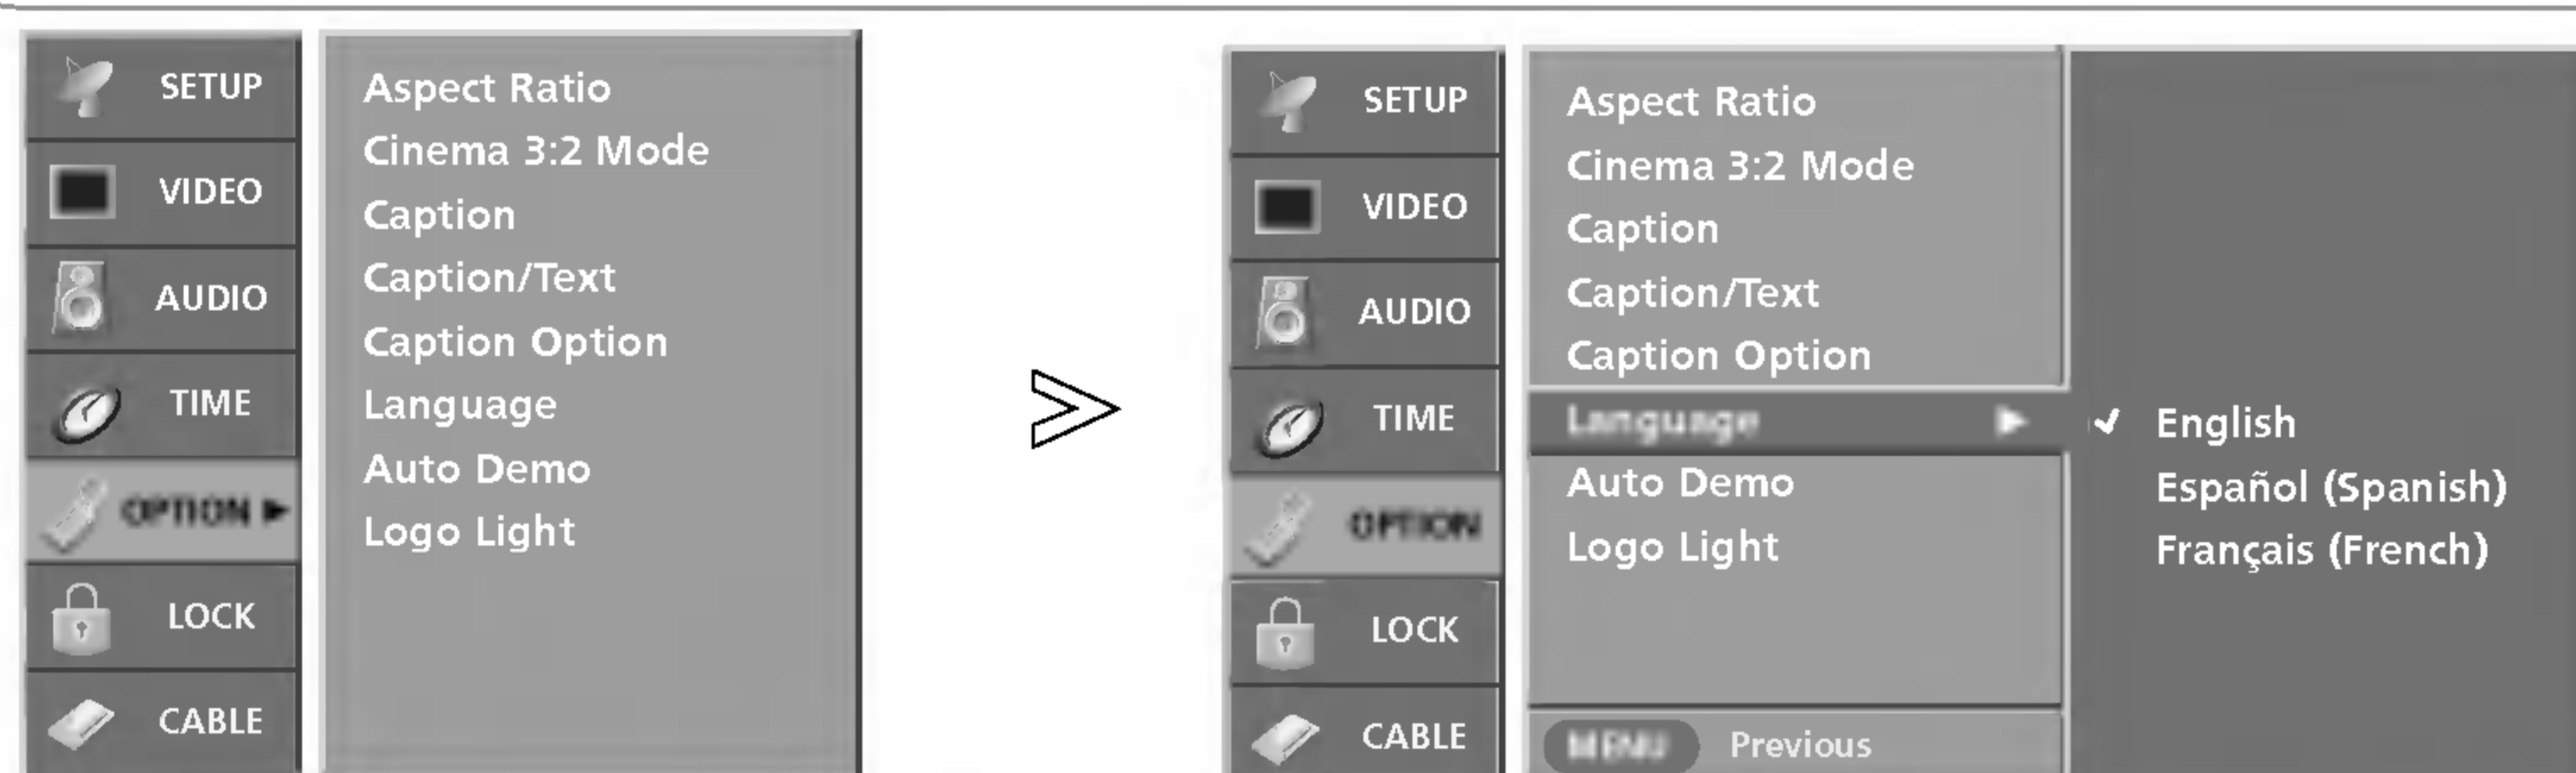 SETUP
VIDEO
AUDIO
TIME
OPTION
LOCK
CABLE
Aspect Ratio
Cinema 3:2 Mode
Caption
Caption/Text
Caption Option
Language
Auto Demo
Logo Light
SETUP
VIDEO
AUDIO
TIME
OPTION
LOCK
CABLE
Aspect Ratio
Cinema 3:2 Mode
Caption
Caption/Text
Caption Option
Language
Auto Demo
Logo Light
MENU Previous
English
Español (Spanish)
Français (French)